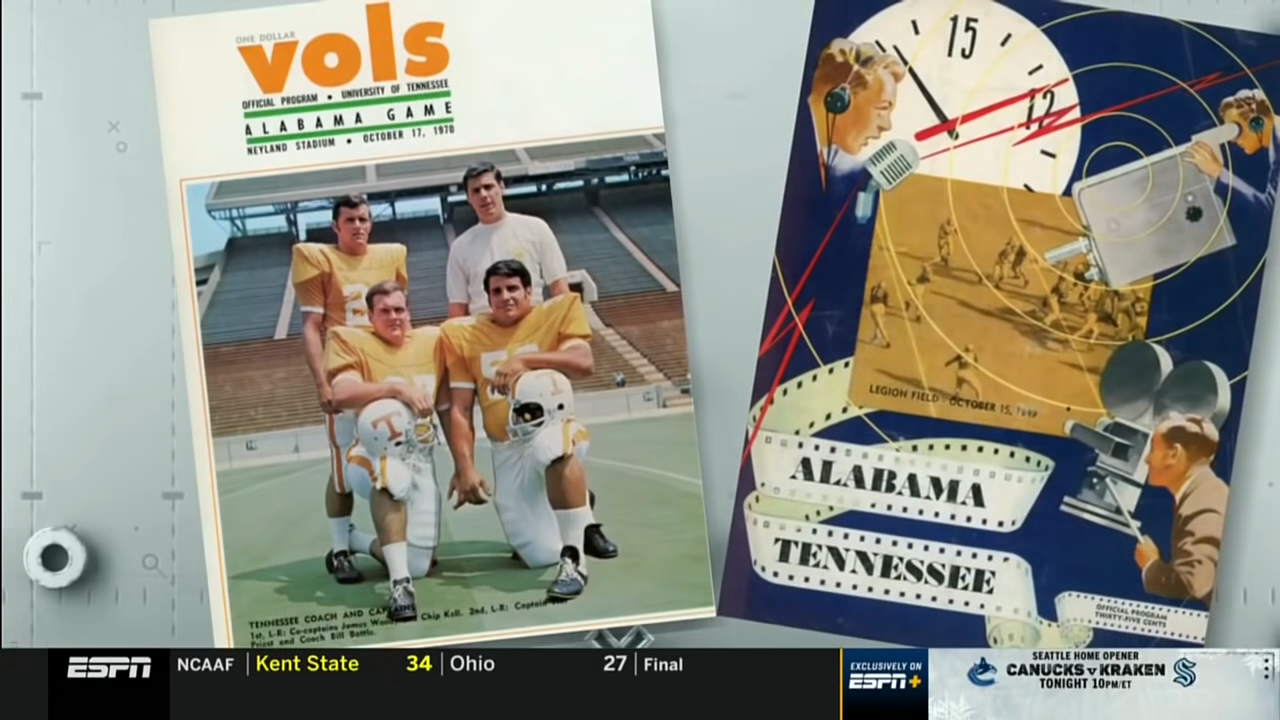 ONE DOLLAR
vols
OFFICIAL PROGRAM • UNIVERSITY OF TENNESSEE
ALABAMA GAME
NEYLAND STADIUM • OCTOBER 17, 1970
TENNESSEE COACH AND CAPTAINS
1st, L-R: Co-captains James Chip Kell. 2nd, L-R: Captain
Priest and Coach Bill Battle.
15
12
LEGION FIELD - OCTOBER 15, 1949
ALABAMA
TENNESSEE
OFFICIAL PROGRAM
THIRTY-FIVE CENTS
ESPN
NCAAF Kent State 34 Ohio 27 Final
EXCLUSIVELY ON
ESPN+
SEATTLE HOME OPENER
CANUCKS v KRAKEN
TONIGHT 10PM/ET